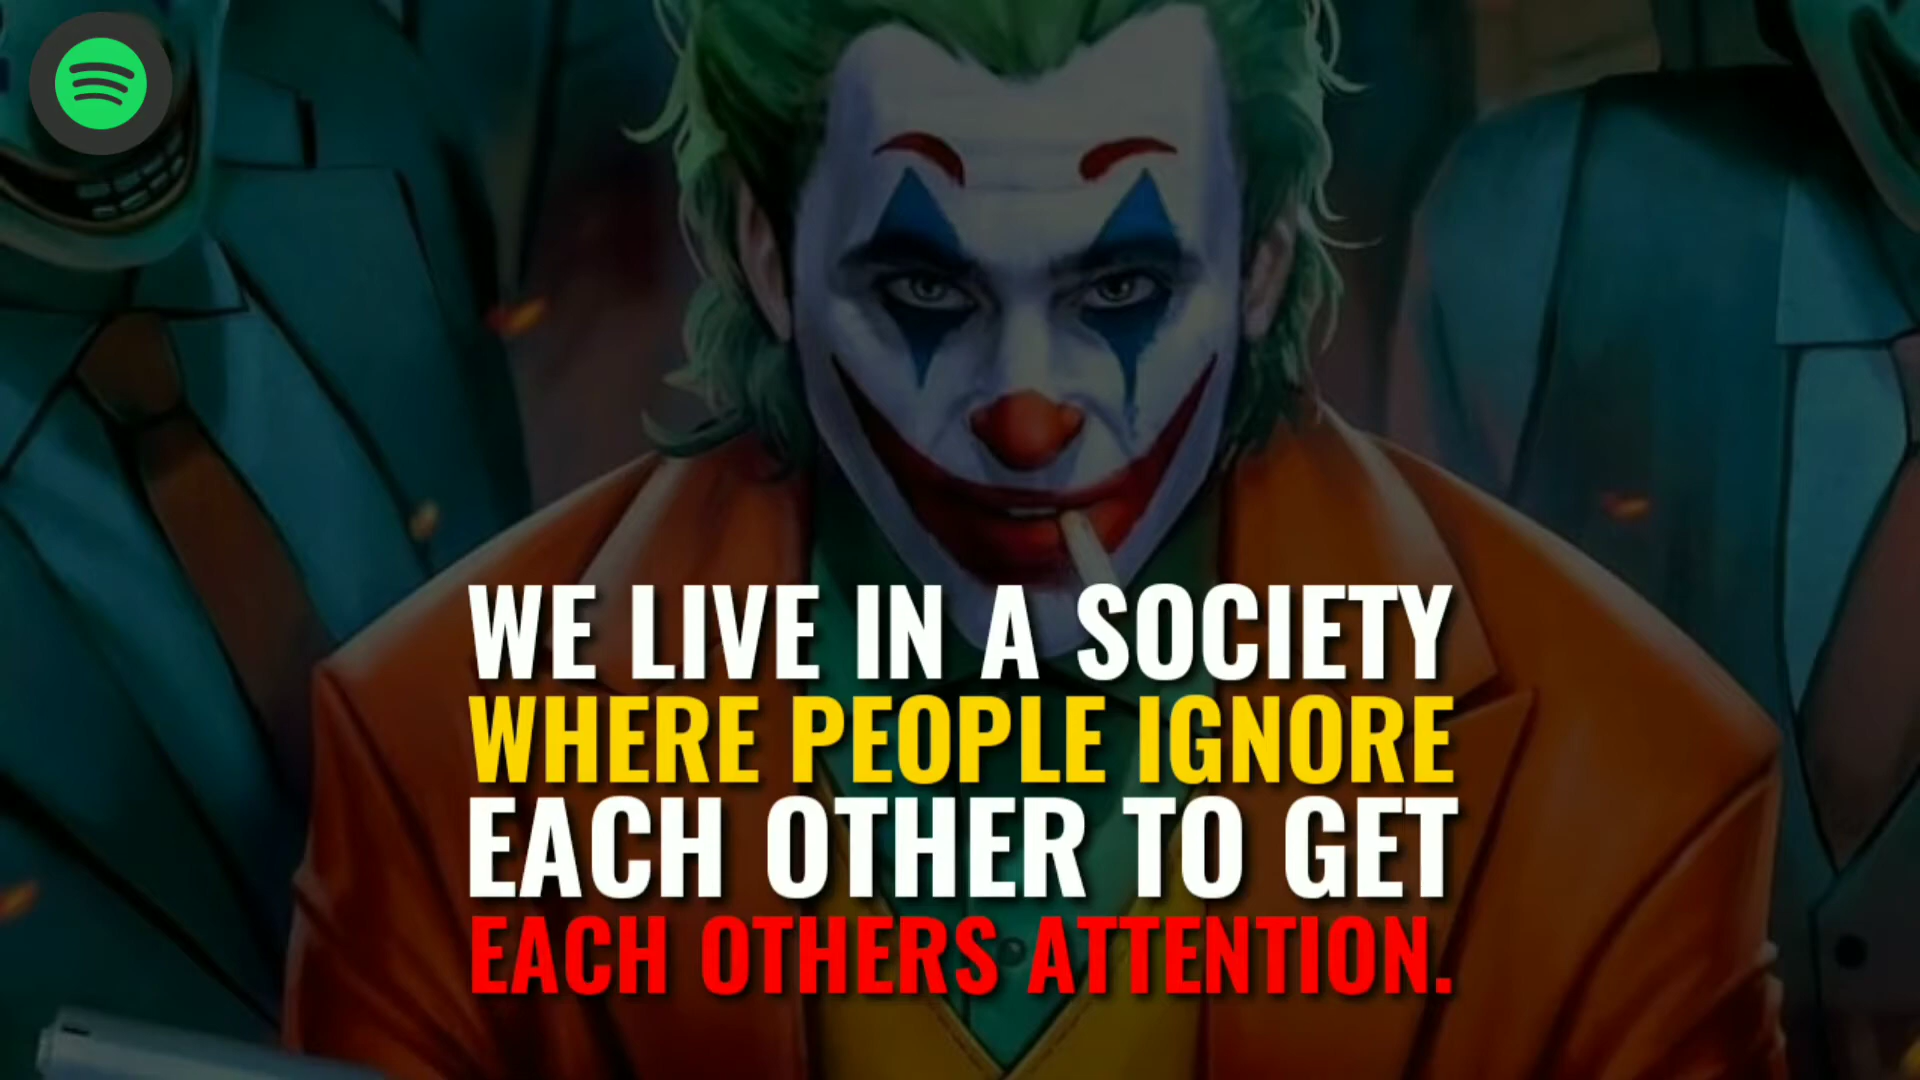 WE LIVE IN A SOCIETY
WHERE PEOPLE IGNORE
EACH OTHER TO GET
EACH OTHERS ATTENTION.